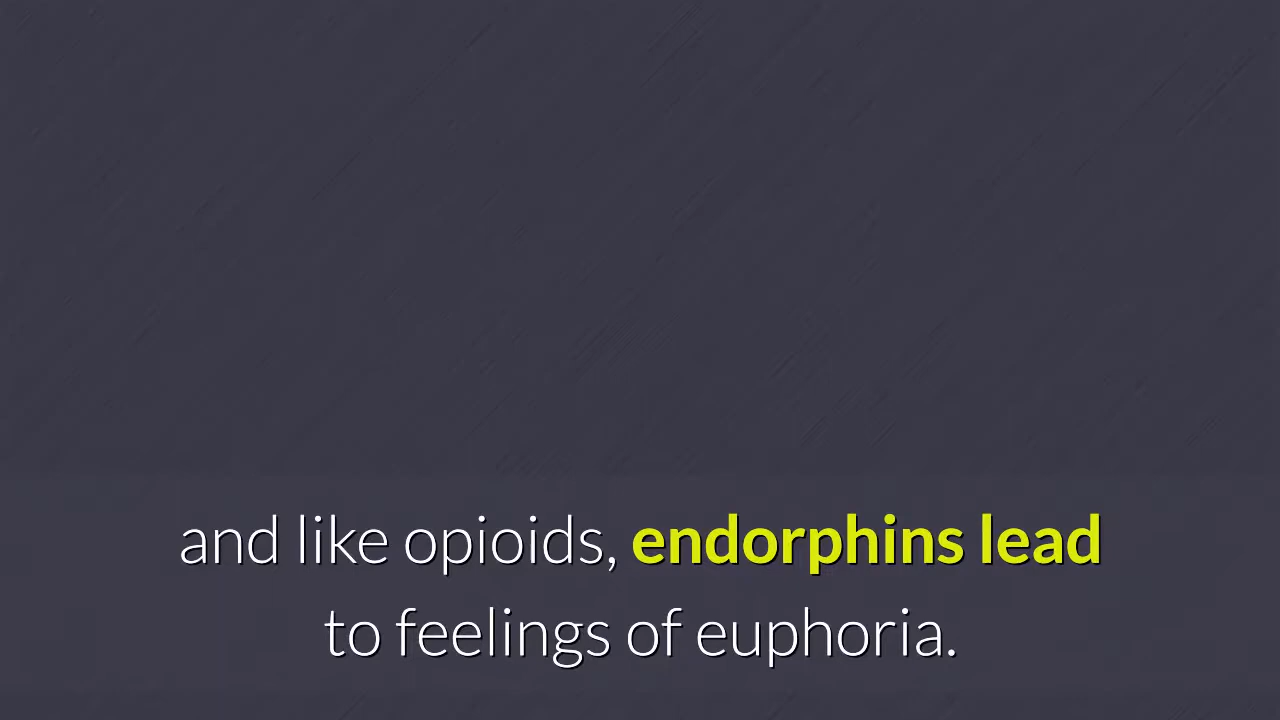 and like opioids, endorphins lead
to feelings of euphoria.